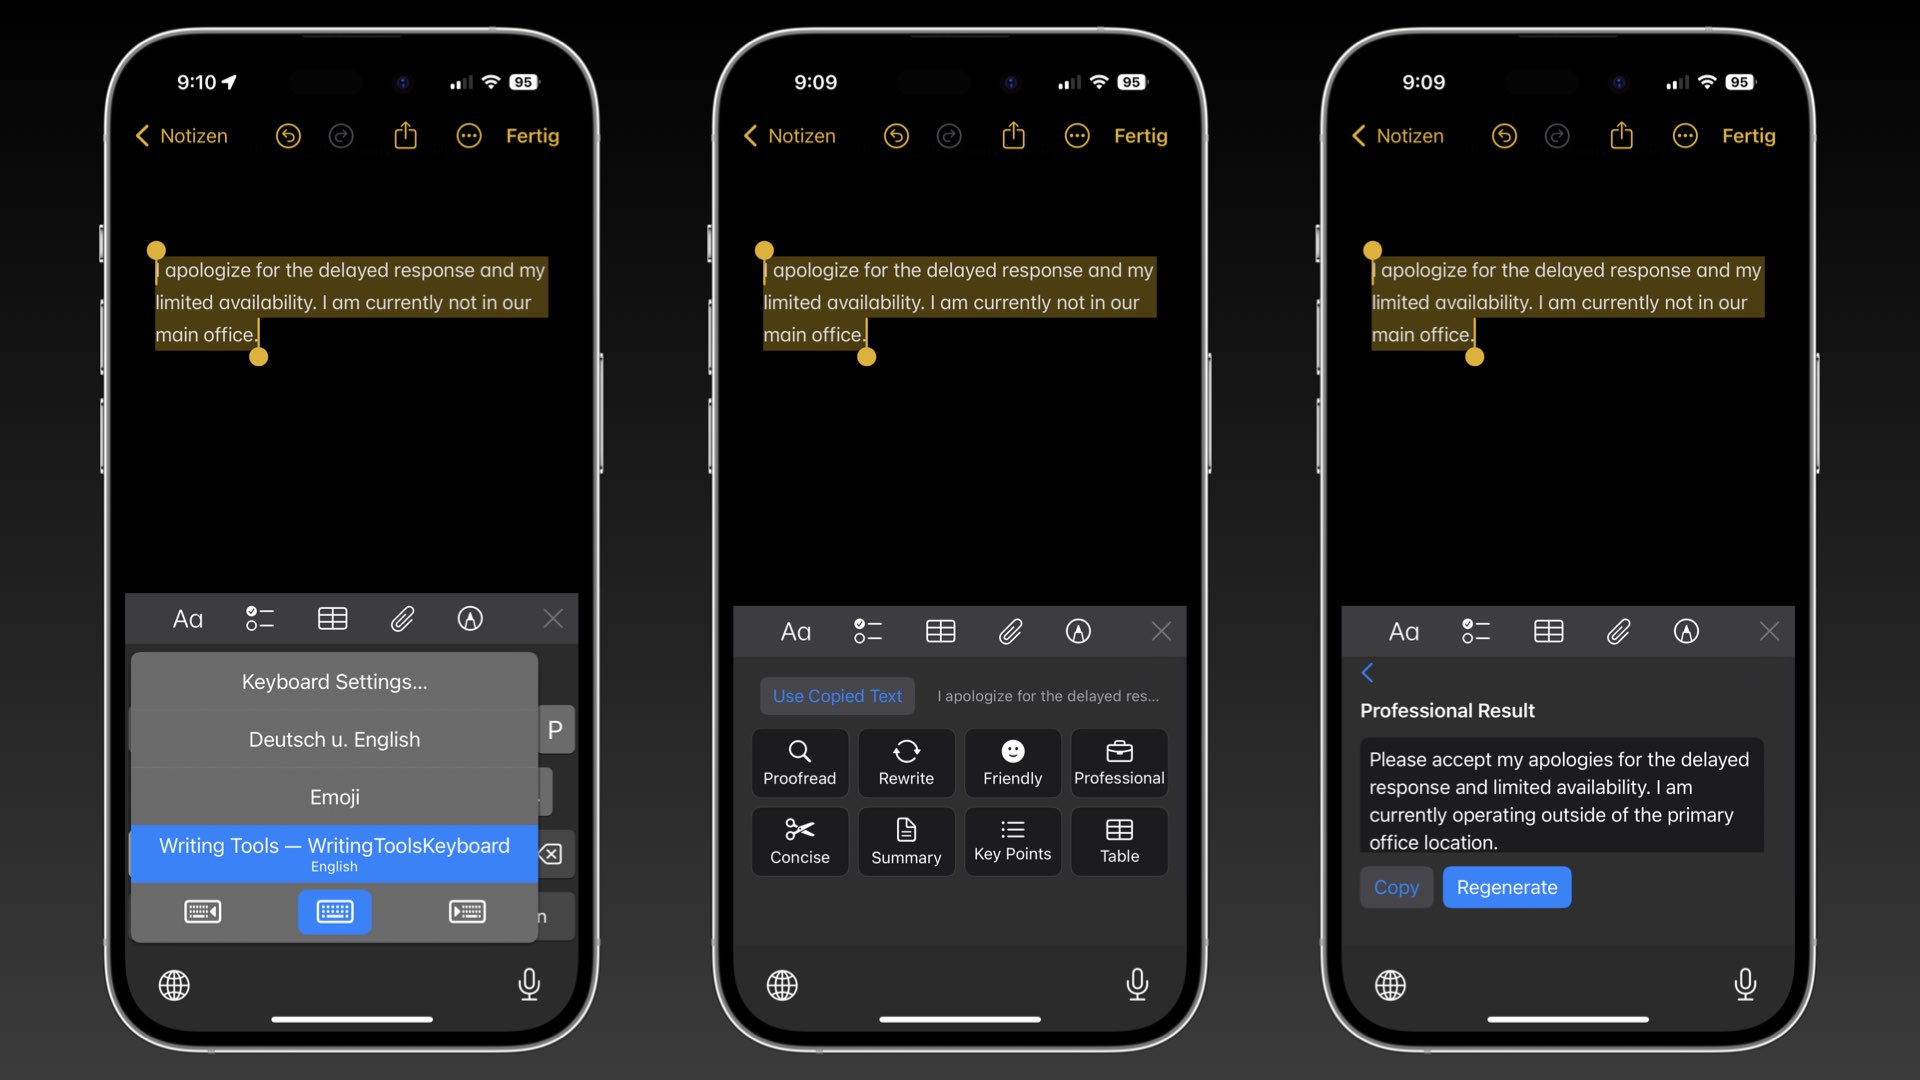 9:10
95
Notizen
Fertig
I apologize for the delayed response and my
limited availability. I am currently not in our
main office.
Aa
Keyboard Settings...
Deutsch u. English
Emoji
Writing Tools — WritingToolsKeyboard
English
P
n
9:09
95
Notizen
Fertig
I apologize for the delayed response and my
limited availability. I am currently not in our
main office.
Aa
Use Copied Text
I apologize for the delayed res...
Proofread
Rewrite
Friendly
Professional
Concise
Summary
Key Points
Table
9:09
95
Notizen
Fertig
I apologize for the delayed response and my
limited availability. I am currently not in our
main office.
Aa
Professional Result
Please accept my apologies for the delayed
response and limited availability. I am
currently operating outside of the primary
office location.
Copy
Regenerate